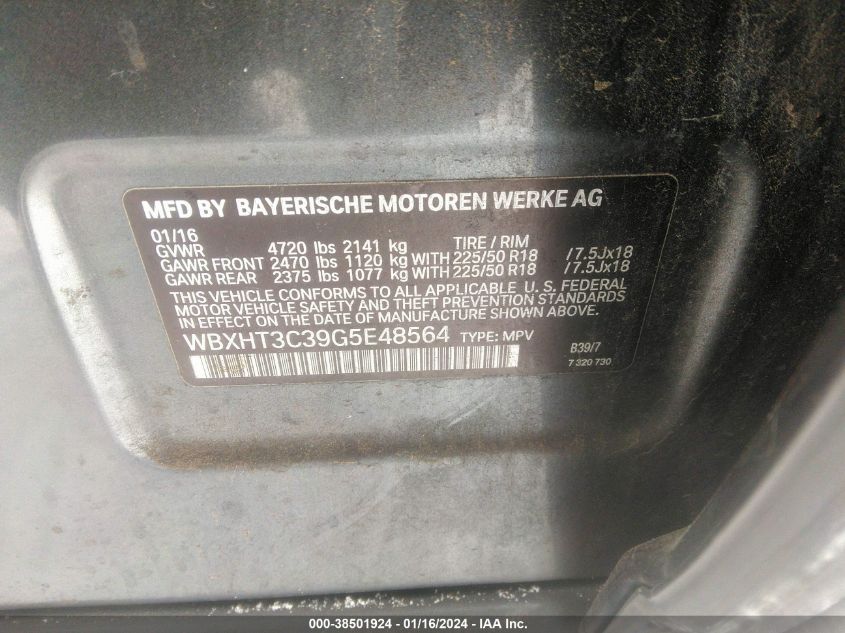 MFD BY BAYERISCHE MOTOREN WERKE AG
01/16
GVWR 4720 lbs 2141 kg TIRE / RIM
GAWR FRONT 2470 lbs 1120 kg WITH 225/50 R18 /7.5Jx18
GAWR REAR 2375 lbs 1077 kg WITH 225/50 R18 /7.5Jx18
THIS VEHICLE CONFORMS TO ALL APPLICABLE U. S. FEDERAL
MOTOR VEHICLE SAFETY AND THEFT PREVENTION STANDARDS
IN EFFECT ON THE DATE OF MANUFACTURE SHOWN ABOVE.
WBXHT3C39G5E48564 TYPE: MPV
B39/7
7 320 730
000-38501924 - 01/16/2024 - IAA Inc.